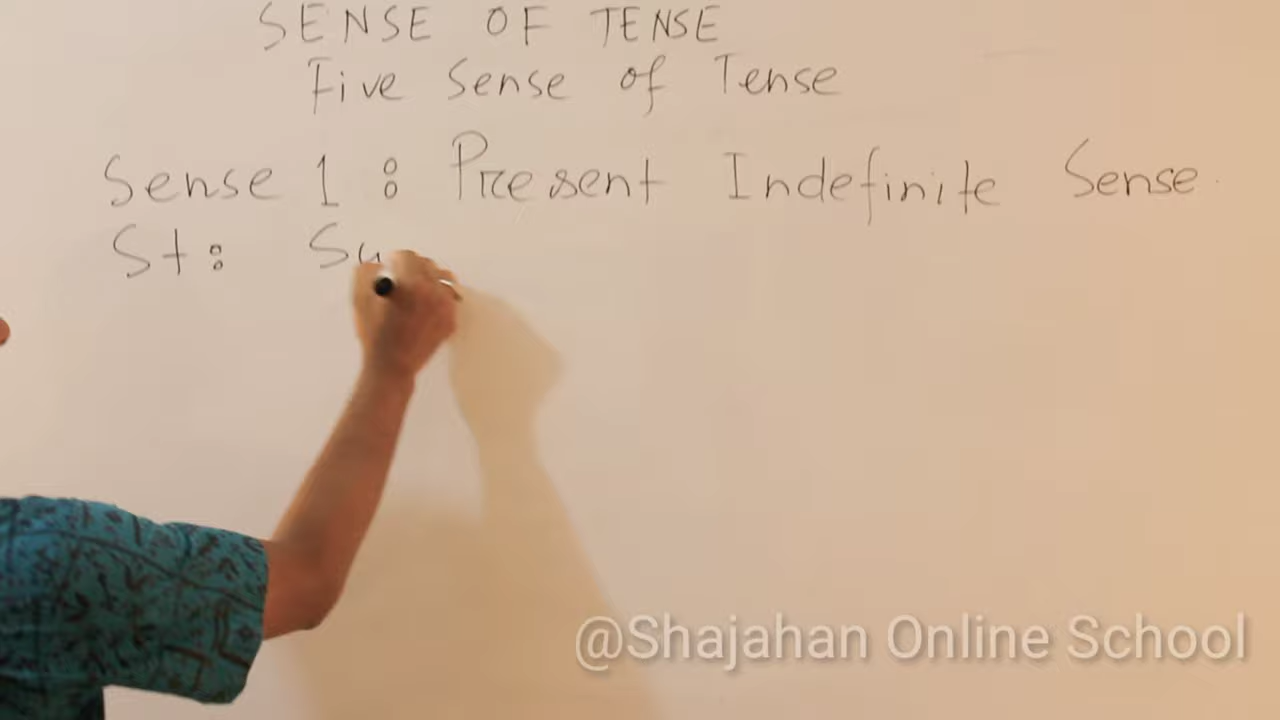 SENSE OF TENSE
Five Sense of Tense
Sense 1 : Present Indefinite Sense
St : Su
@Shajahan Online School